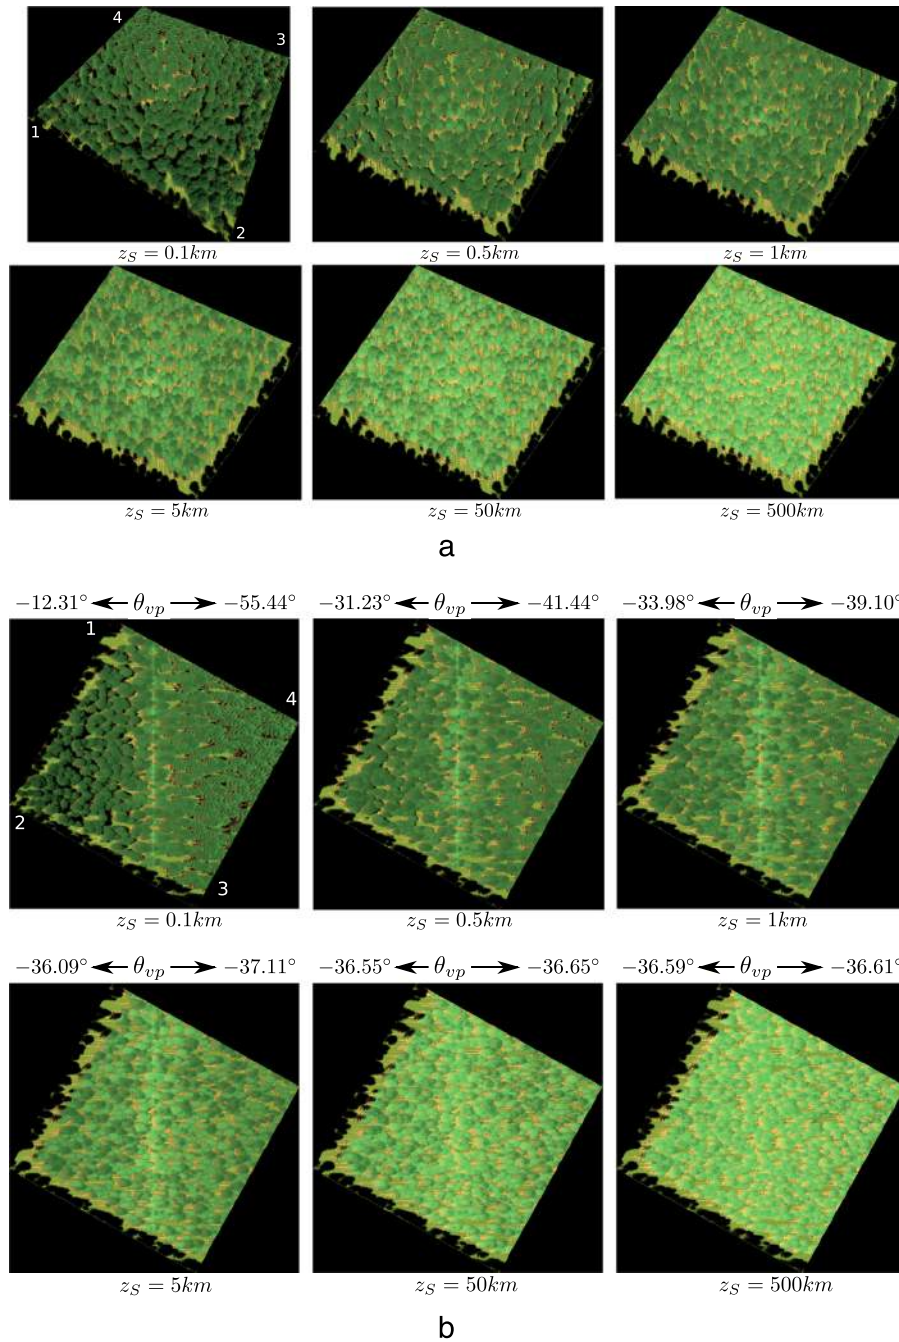 4
3
1
2
z_S = 0.1km
z_S = 0.5km
z_S = 1km
z_S = 5km
z_S = 50km
z_S = 500km
a
−12.31° θ_vp −55.44°
−31.23° θ_vp −41.44°
−33.98° θ_vp −39.10°
1
4
2
3
z_S = 0.1km
z_S = 0.5km
z_S = 1km
−36.09° θ_vp −37.11°
−36.55° θ_vp −36.65°
−36.59° θ_vp −36.61°
z_S = 5km
z_S = 50km
z_S = 500km
b